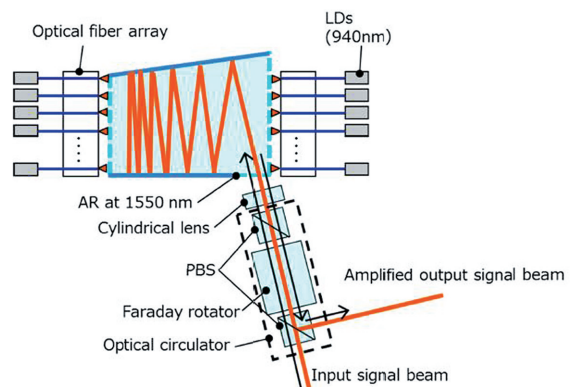 Optical fiber array
LDs
(940nm)
AR at 1550 nm
Cylindrical lens
PBS
Amplified output signal beam
Faraday rotator
Optical circulator
Input signal beam